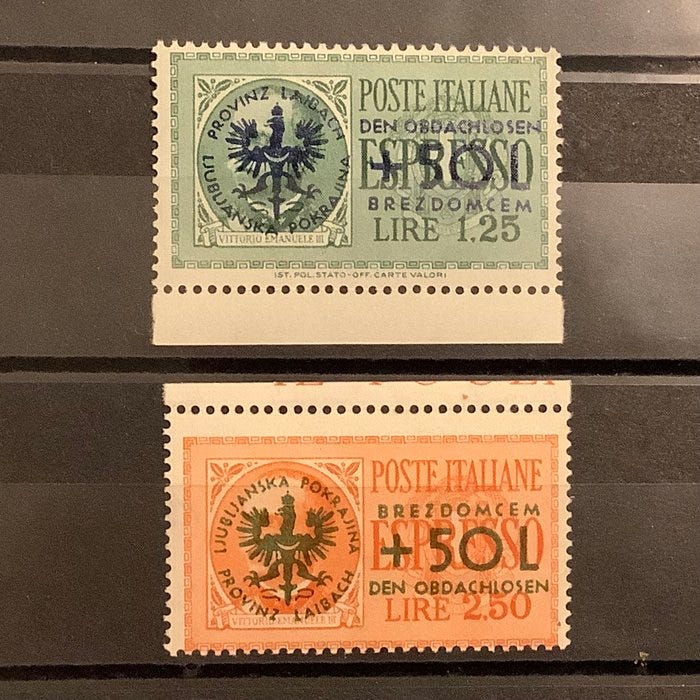 PROVINZ LAIBACH
LJUBLJANSKA POKRAJINA
VITTORIO EMANUELE III
POSTE ITALIANE
DEN OBDACHLOSEN
ESPRESSO
+50L
BREZDOMCEM
LIRE 1.25
IST. POL. STATO-OFF. CARTE VALORI
LJUBLJANSKA POKRAJINA
PROVINZ LAIBACH
VITTORIO EMANUELE III
POSTE ITALIANE
BREZDOMCEM
ESPRESSO
+50L
DEN OBDACHLOSEN
LIRE 2.50